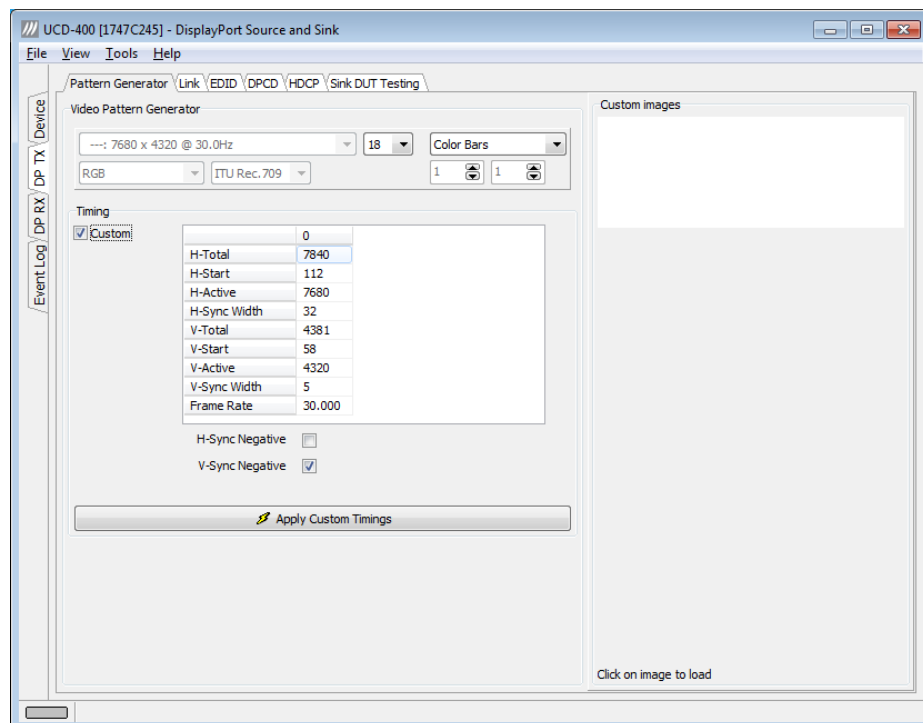 UCD-400 [1747C245] - DisplayPort Source and Sink
File View Tools Help
Device
DP TX
DP RX
Event Log
Pattern Generator Link EDID DPCD HDCP Sink DUT Testing
Video Pattern Generator
---: 7680 x 4320 @ 30.0Hz 18 Color Bars
RGB ITU Rec.709 1 1
Timing
Custom
0
H-Total 7840
H-Start 112
H-Active 7680
H-Sync Width 32
V-Total 4381
V-Start 58
V-Active 4320
V-Sync Width 5
Frame Rate 30.000
H-Sync Negative
V-Sync Negative
Apply Custom Timings
Custom images
Click on image to load